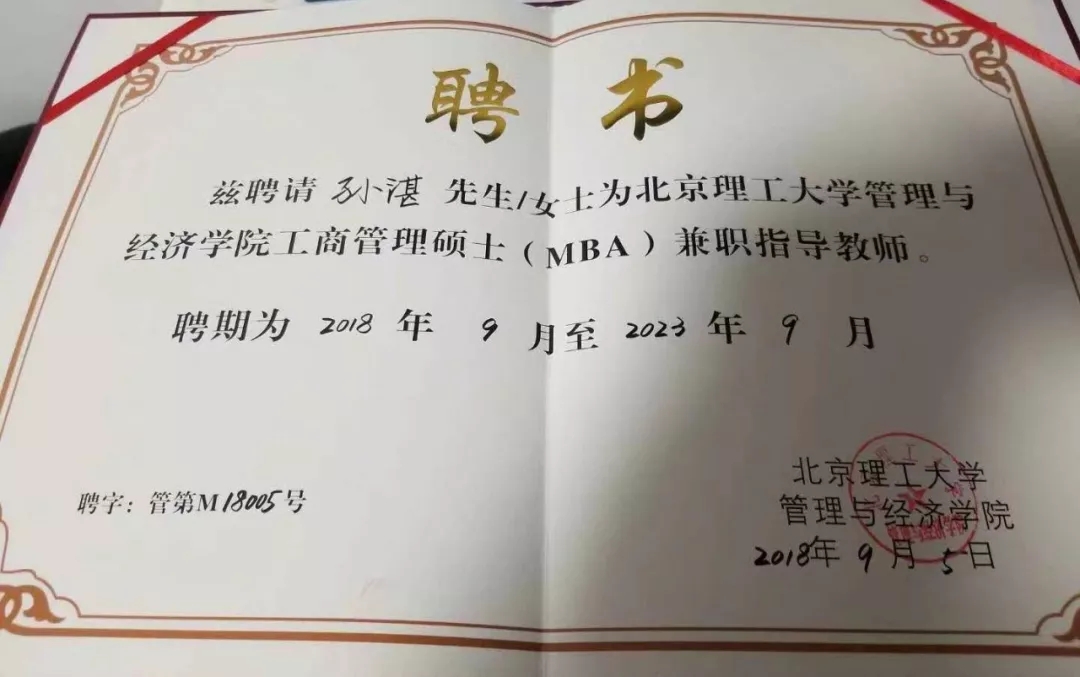 聘书
兹聘请 孙湛 先生/女士为北京理工大学管理与
经济学院工商管理硕士（MBA）兼职指导教师。
聘期为 2018 年 9 月至 2023 年 9 月
聘字：管第M18005号
北京理工大学
管理与经济学院
2018年 9 月 5 日